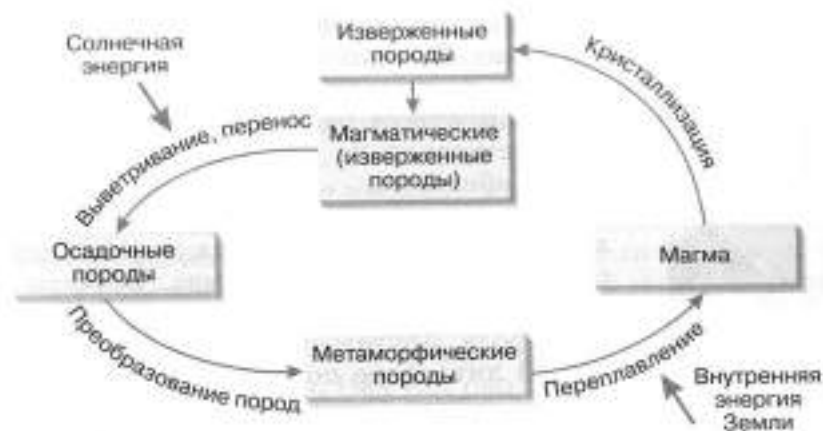 Солнечная
энергия
Изверженные
породы
Кристаллизация
Выветривание, перенос
Магматические
(изверженные
породы)
Осадочные
породы
Магма
Преобразование пород
Метаморфические
породы
Переплавление
Внутренняя
энергия
Земли